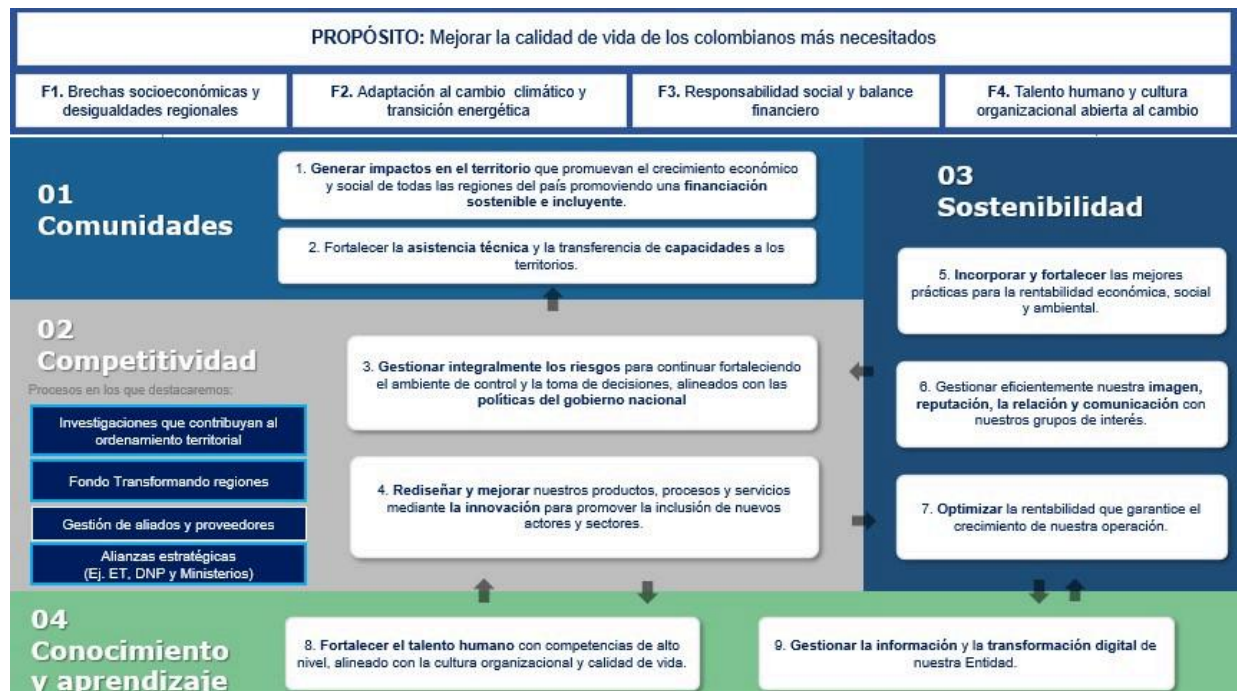 PROPÓSITO: Mejorar la calidad de vida de los colombianos más necesitados
F1. Brechas socioeconómicas y
desigualdades regionales
F2. Adaptación al cambio climático y
transición energética
F3. Responsabilidad social y balance
financiero
F4. Talento humano y cultura
organizacional abierta al cambio
01
Comunidades
1. Generar impactos en el territorio que promuevan el crecimiento económico
y social de todas las regiones del país promoviendo una financiación
sostenible e incluyente.
2. Fortalecer la asistencia técnica y la transferencia de capacidades a los
territorios.
02
Competitividad
Procesos en los que destacaremos:
Investigaciones que contribuyan al
ordenamiento territorial
Fondo Transformando regiones
Gestión de aliados y proveedores
Alianzas estratégicas
(Ej. ET, DNP y Ministerios)
3. Gestionar integralmente los riesgos para continuar fortaleciendo
el ambiente de control y la toma de decisiones, alineados con las
políticas del gobierno nacional
4. Rediseñar y mejorar nuestros productos, procesos y servicios
mediante la innovación para promover la inclusión de nuevos
actores y sectores.
03
Sostenibilidad
5. Incorporar y fortalecer las mejores
prácticas para la rentabilidad económica, social
y ambiental.
6. Gestionar eficientemente nuestra imagen,
reputación, la relación y comunicación con
nuestros grupos de interés.
7. Optimizar la rentabilidad que garantice el
crecimiento de nuestra operación.
04
Conocimiento
y aprendizaje
8. Fortalecer el talento humano con competencias de alto
nivel, alineado con la cultura organizacional y calidad de vida.
9. Gestionar la información y la transformación digital de
nuestra Entidad.